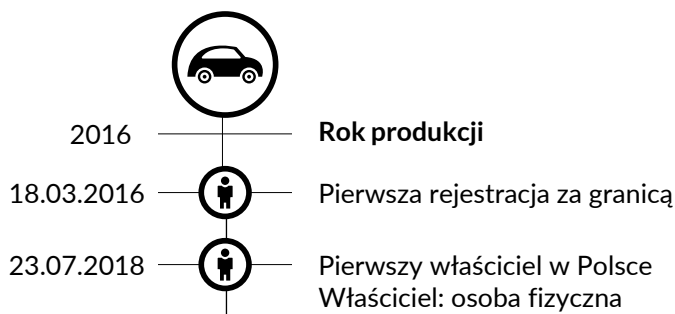 2016 Rok produkcji
18.03.2016 Pierwsza rejestracja za granicą
23.07.2018 Pierwszy właściciel w Polsce
Właściciel: osoba fizyczna